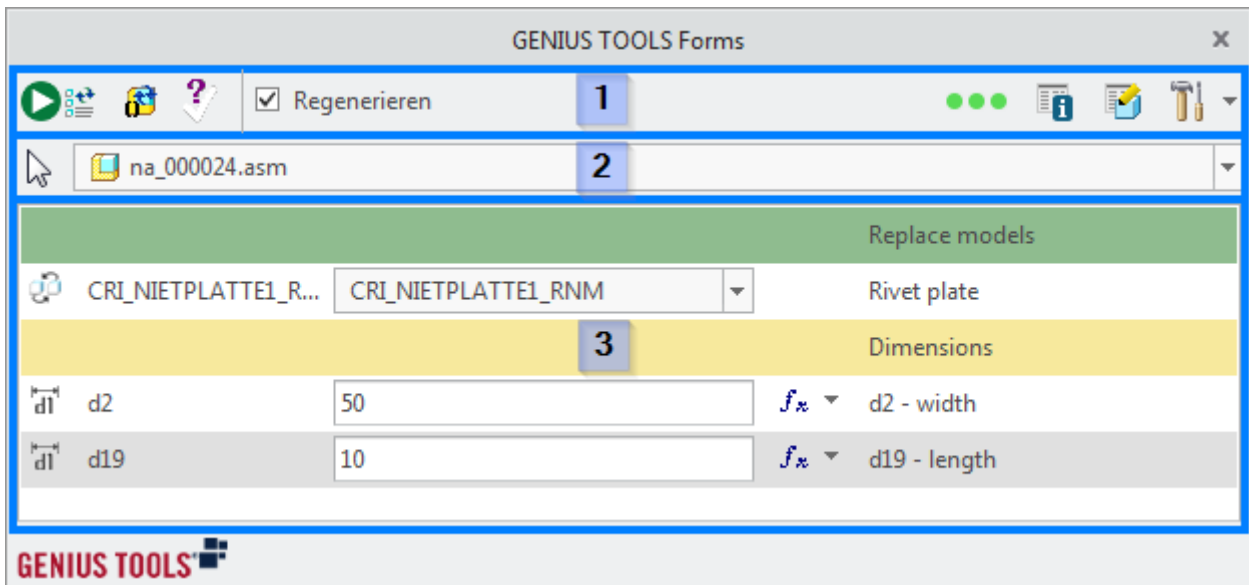 GENIUS TOOLS Forms
Regenerieren 1
na_000024.asm 2
Replace models
CRI_NIETPLATTE1_R... CRI_NIETPLATTE1_RNM Rivet plate
3 Dimensions
d1 d2 50 fx d2 - width
d1 d19 10 fx d19 - length
GENIUS TOOLS